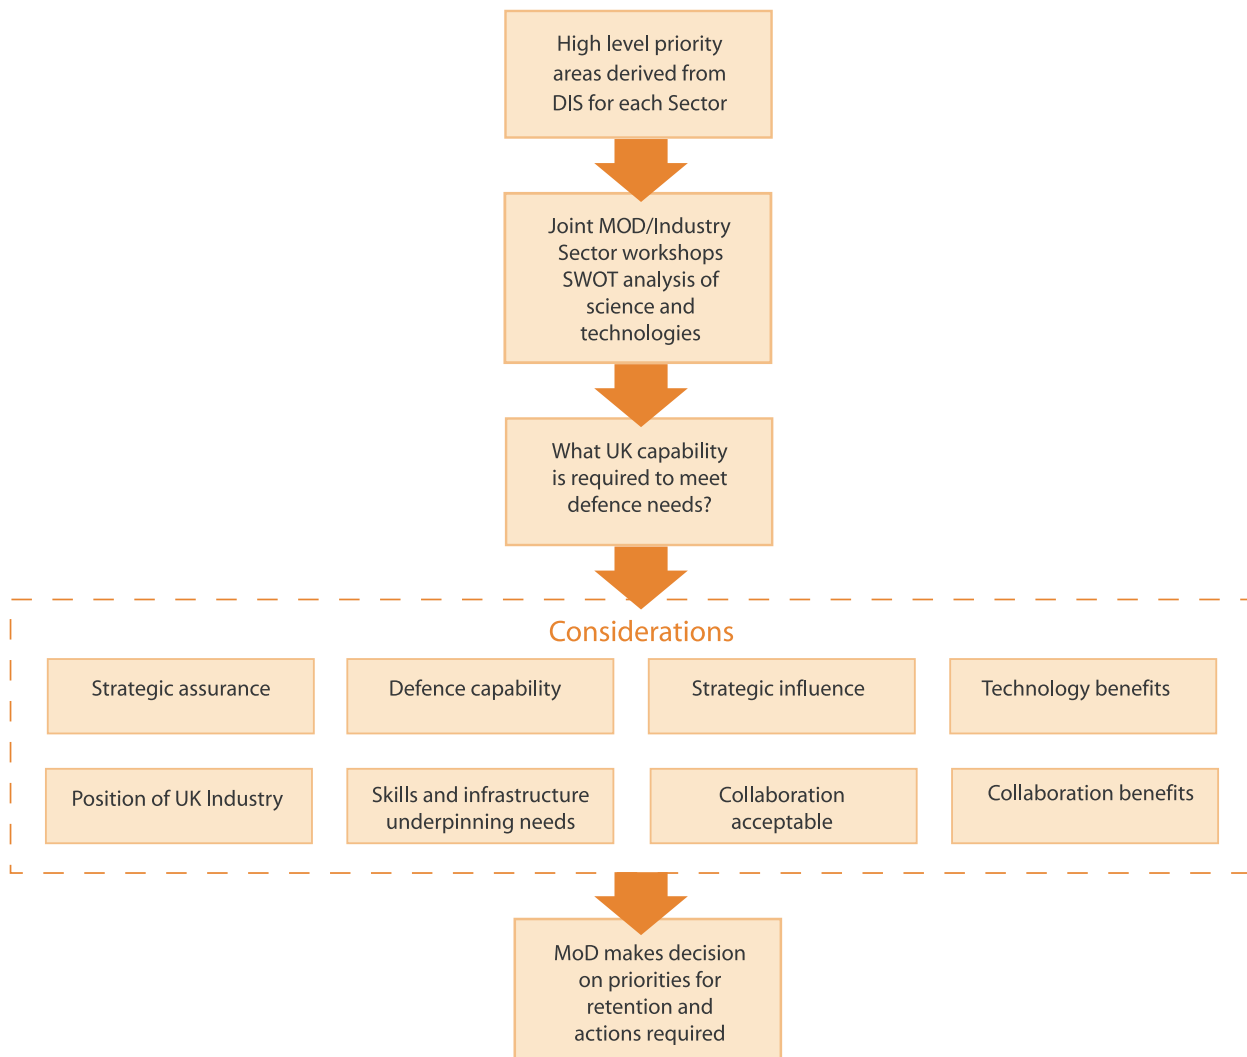 High level priority
areas derived from
DIS for each Sector
Joint MOD/Industry
Sector workshops
SWOT analysis of
science and
technologies
What UK capability
is required to meet
defence needs?
Considerations
Strategic assurance
Defence capability
Strategic influence
Technology benefits
Position of UK Industry
Skills and infrastructure
underpinning needs
Collaboration
acceptable
Collaboration benefits
MoD makes decision
on priorities for
retention and
actions required